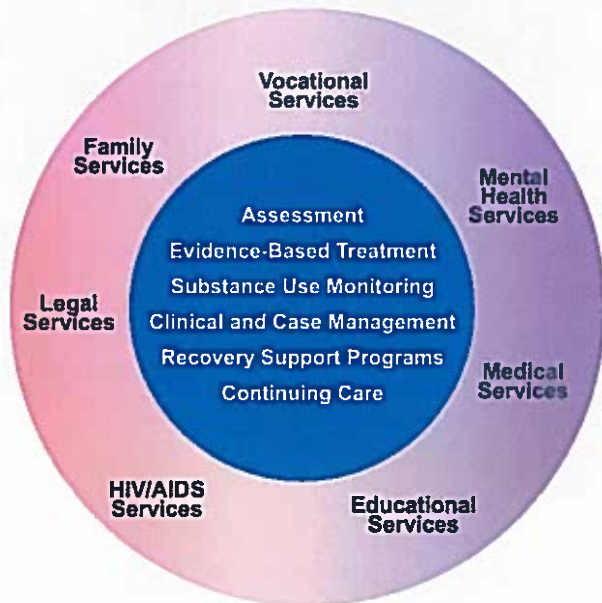 Vocational
Services
Family
Services
Mental
Health
Services
Assessment
Evidence-Based Treatment
Substance Use Monitoring
Clinical and Case Management
Recovery Support Programs
Continuing Care
Legal
Services
Medical
Services
HIV/AIDS
Services
Educational
Services